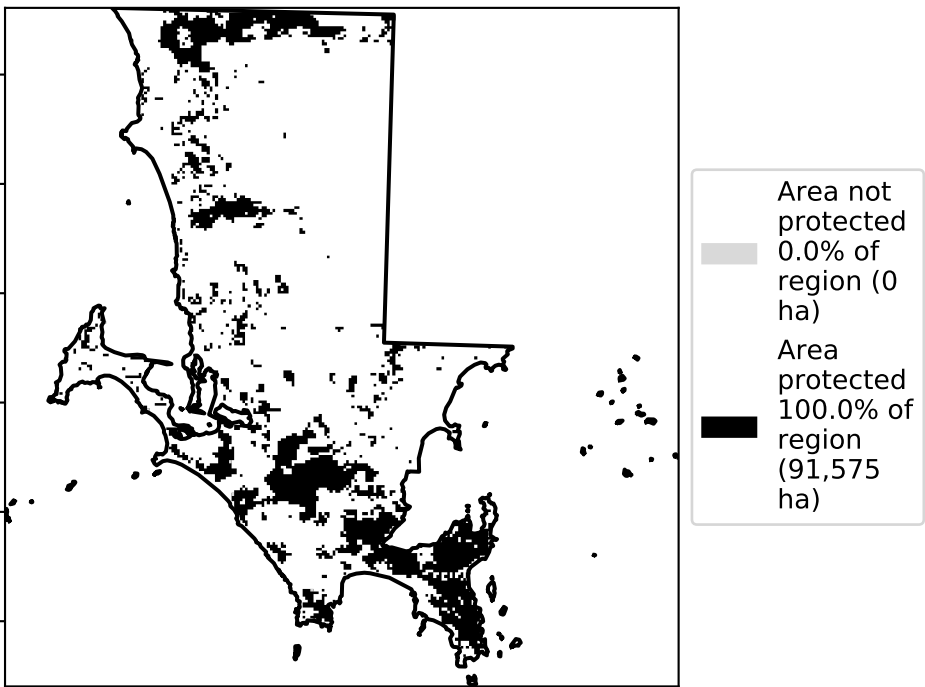 Area not
protected
0.0% of
region (0
ha)
Area
protected
100.0% of
region
(91,575
ha)